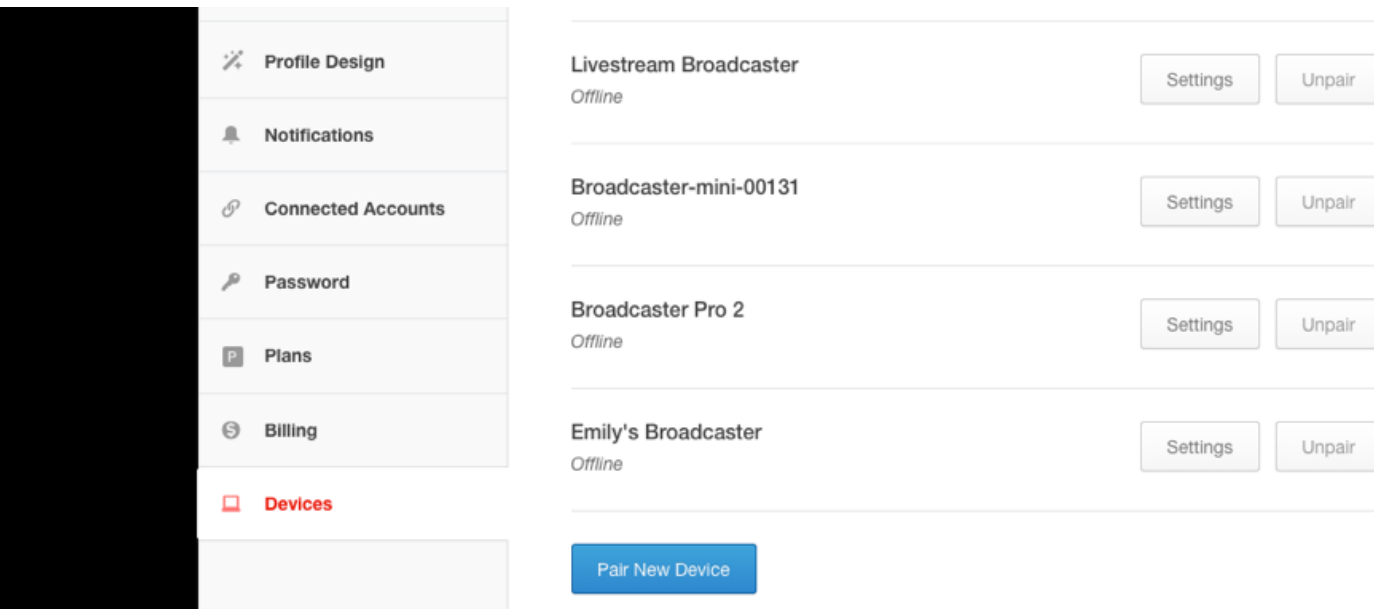 Profile Design
Notifications
Connected Accounts
Password
P Plans
Billing
Devices
Livestream Broadcaster
Offline
Settings
Unpair
Broadcaster-mini-00131
Offline
Settings
Unpair
Broadcaster Pro 2
Offline
Settings
Unpair
Emily's Broadcaster
Offline
Settings
Unpair
Pair New Device